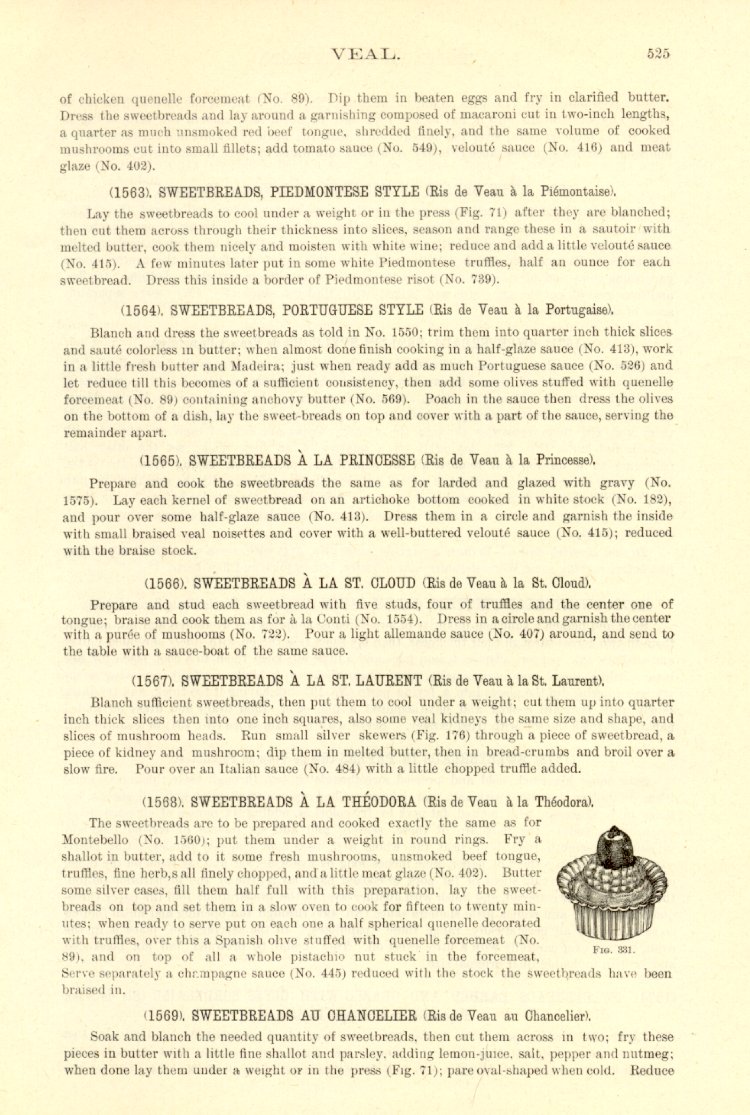 VEAL. 525
of chicken quenelle forcemeat (No. 89). Dip them in beaten eggs and fry in clarified butter.
Dress the sweetbreads and lay around a garnishing composed of macaroni cut in two-inch lengths,
a quarter as much unsmoked red beef tongue, shredded finely, and the same volume of cooked
mushrooms cut into small fillets; add tomato sauce (No. 549), velouté sauce (No. 416) and meat
glaze (No. 402).
(1563). SWEETBREADS, PIEDMONTESE STYLE (Ris de Veau à la Piémontaise).
Lay the sweetbreads to cool under a weight or in the press (Fig. 71) after they are blanched;
then cut them across through their thickness into slices, season and range these in a sautoir with
melted butter, cook them nicely and moisten with white wine; reduce and add a little velouté sauce
(No. 415). A few minutes later put in some white Piedmontese truffles, half an ounce for each
sweetbread. Dress this inside a border of Piedmontese risot (No. 739).
(1564). SWEETBREADS, PORTUGUESE STYLE (Ris de Veau à la Portugaise).
Blanch and dress the sweetbreads as told in No. 1550; trim them into quarter inch thick slices
and sauté colorless in butter; when almost done finish cooking in a half-glaze sauce (No. 413), work
in a little fresh butter and Madeira; just when ready add as much Portuguese sauce (No. 526) and
let reduce till this becomes of a sufficient consistency, then add some olives stuffed with quenelle
forcemeat (No. 89) containing anchovy butter (No. 569). Poach in the sauce then dress the olives
on the bottom of a dish, lay the sweet-breads on top and cover with a part of the sauce, serving the
remainder apart.
(1565). SWEETBREADS À LA PRINCESSE (Ris de Veau à la Princesse).
Prepare and cook the sweetbreads the same as for larded and glazed with gravy (No.
1575). Lay each kernel of sweetbread on an artichoke bottom cooked in white stock (No. 182),
and pour over some half-glaze sauce (No. 413). Dress them in a circle and garnish the inside
with small braised veal noisettes and cover with a well-buttered velouté sauce (No. 415); reduced
with the braise stock.
(1566). SWEETBREADS À LA ST. CLOUD (Ris de Veau à la St. Cloud).
Prepare and stud each sweetbread with five studs, four of truffles and the center one of
tongue; braise and cook them as for à la Conti (No. 1554). Dress in a circle and garnish the center
with a purée of mushooms (No. 722). Pour a light allemande sauce (No. 407) around, and send to
the table with a sauce-boat of the same sauce.
(1567). SWEETBREADS À LA ST. LAURENT (Ris de Veau à la St. Laurent).
Blanch sufficient sweetbreads, then put them to cool under a weight; cut them up into quarter
inch thick slices then into one inch squares, also some veal kidneys the same size and shape, and
slices of mushroom heads. Run small silver skewers (Fig. 176) through a piece of sweetbread, a
piece of kidney and mushroom; dip them in melted butter, then in bread-crumbs and broil over a
slow fire. Pour over an Italian sauce (No. 484) with a little chopped truffle added.
(1568). SWEETBREADS À LA THÉODORA (Ris de Veau à la Théodora).
The sweetbreads are to be prepared and cooked exactly the same as for
Montebello (No. 1560); put them under a weight in round rings. Fry a
shallot in butter, add to it some fresh mushrooms, unsmoked beef tongue,
truffles, fine herb,s all finely chopped, and a little meat glaze (No. 402). Butter
some silver cases, fill them half full with this preparation, lay the sweet-
breads on top and set them in a slow oven to cook for fifteen to twenty min-
utes; when ready to serve put on each one a half spherical quenelle decorated
with truffles, over this a Spanish olive stuffed with quenelle forcemeat (No.
89), and on top of all a whole pistachio nut stuck in the forcemeat,
Serve separately a champagne sauce (No. 445) reduced with the stock the sweetbreads have been
braised in.
FIG. 331.
(1569). SWEETBREADS AU CHANCELIER (Ris de Veau au Chancelier).
Soak and blanch the needed quantity of sweetbreads, then cut them across in two; fry these
pieces in butter with a little fine shallot and parsley, adding lemon-juice, salt, pepper and nutmeg;
when done lay them under a weight or in the press (Fig. 71); pare oval-shaped when cold. Reduce